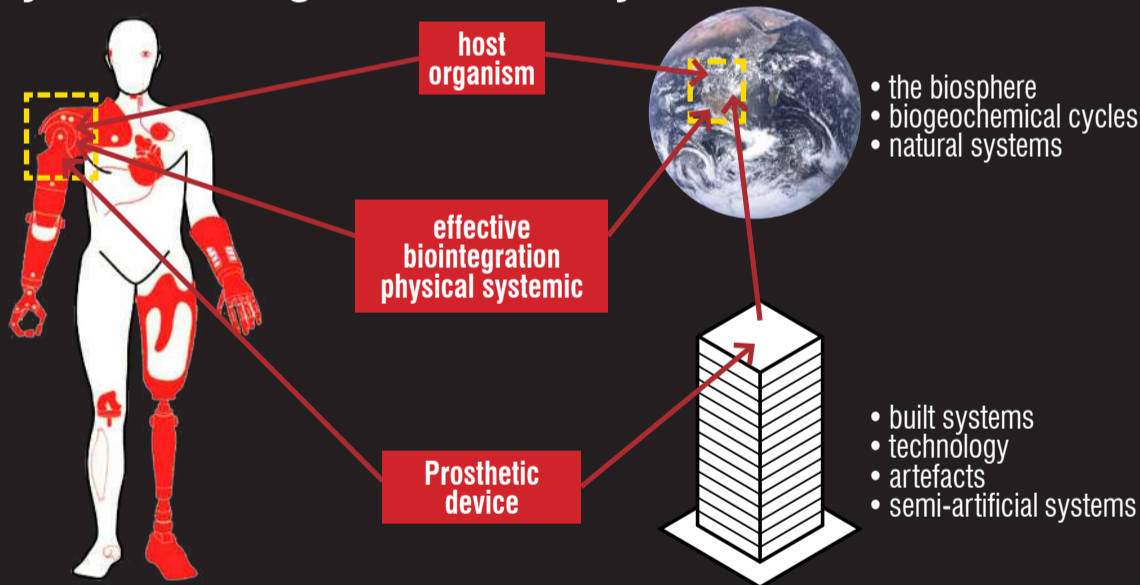 host
organism
• the biosphere
• biogeochemical cycles
• natural systems
effective
biointegration
physical systemic
Prosthetic
device
• built systems
• technology
• artefacts
• semi-artificial systems